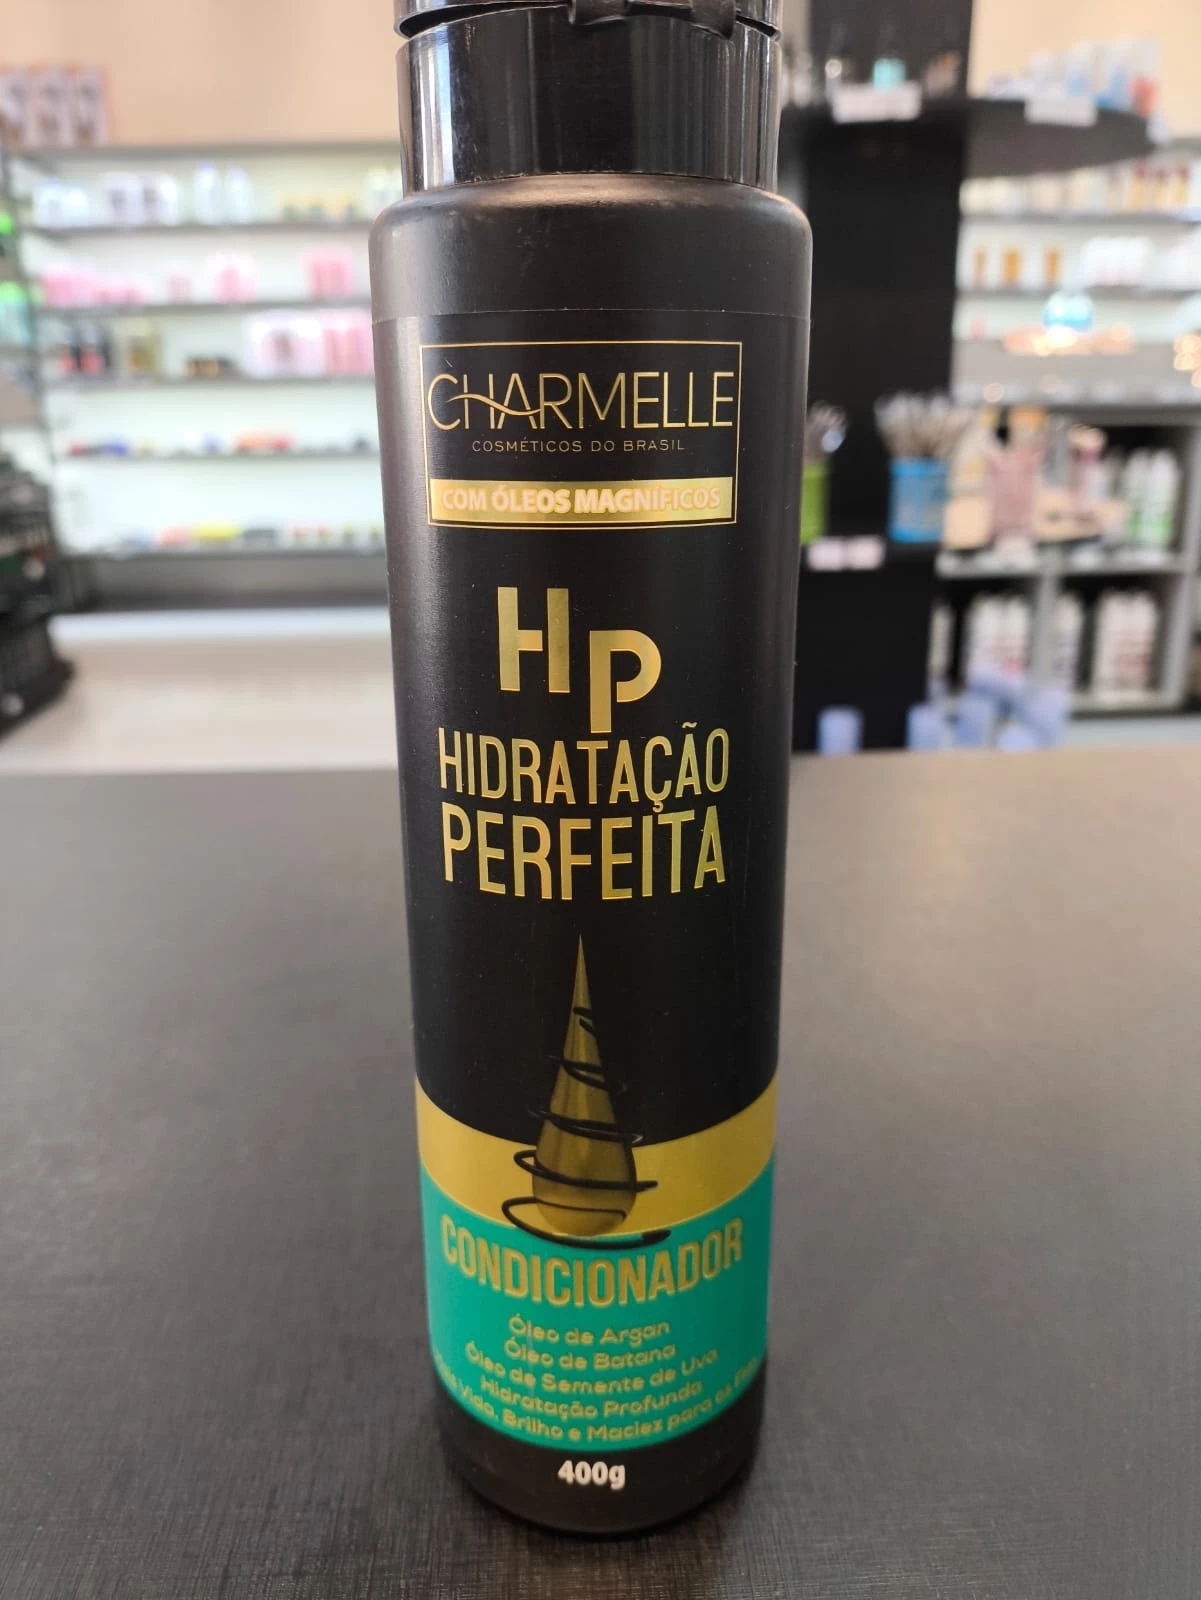 CHARMELLE
COSMÉTICOS DO BRASIL
COM ÓLEOS MAGNÍFICOS
HP
HIDRATAÇÃO
PERFEITA
CONDICIONADOR
Óleo de Argan
Óleo de Batana
Óleo de Semente de Uva
Hidratação Profunda
Vida, Brilho e Maciez para os
400g